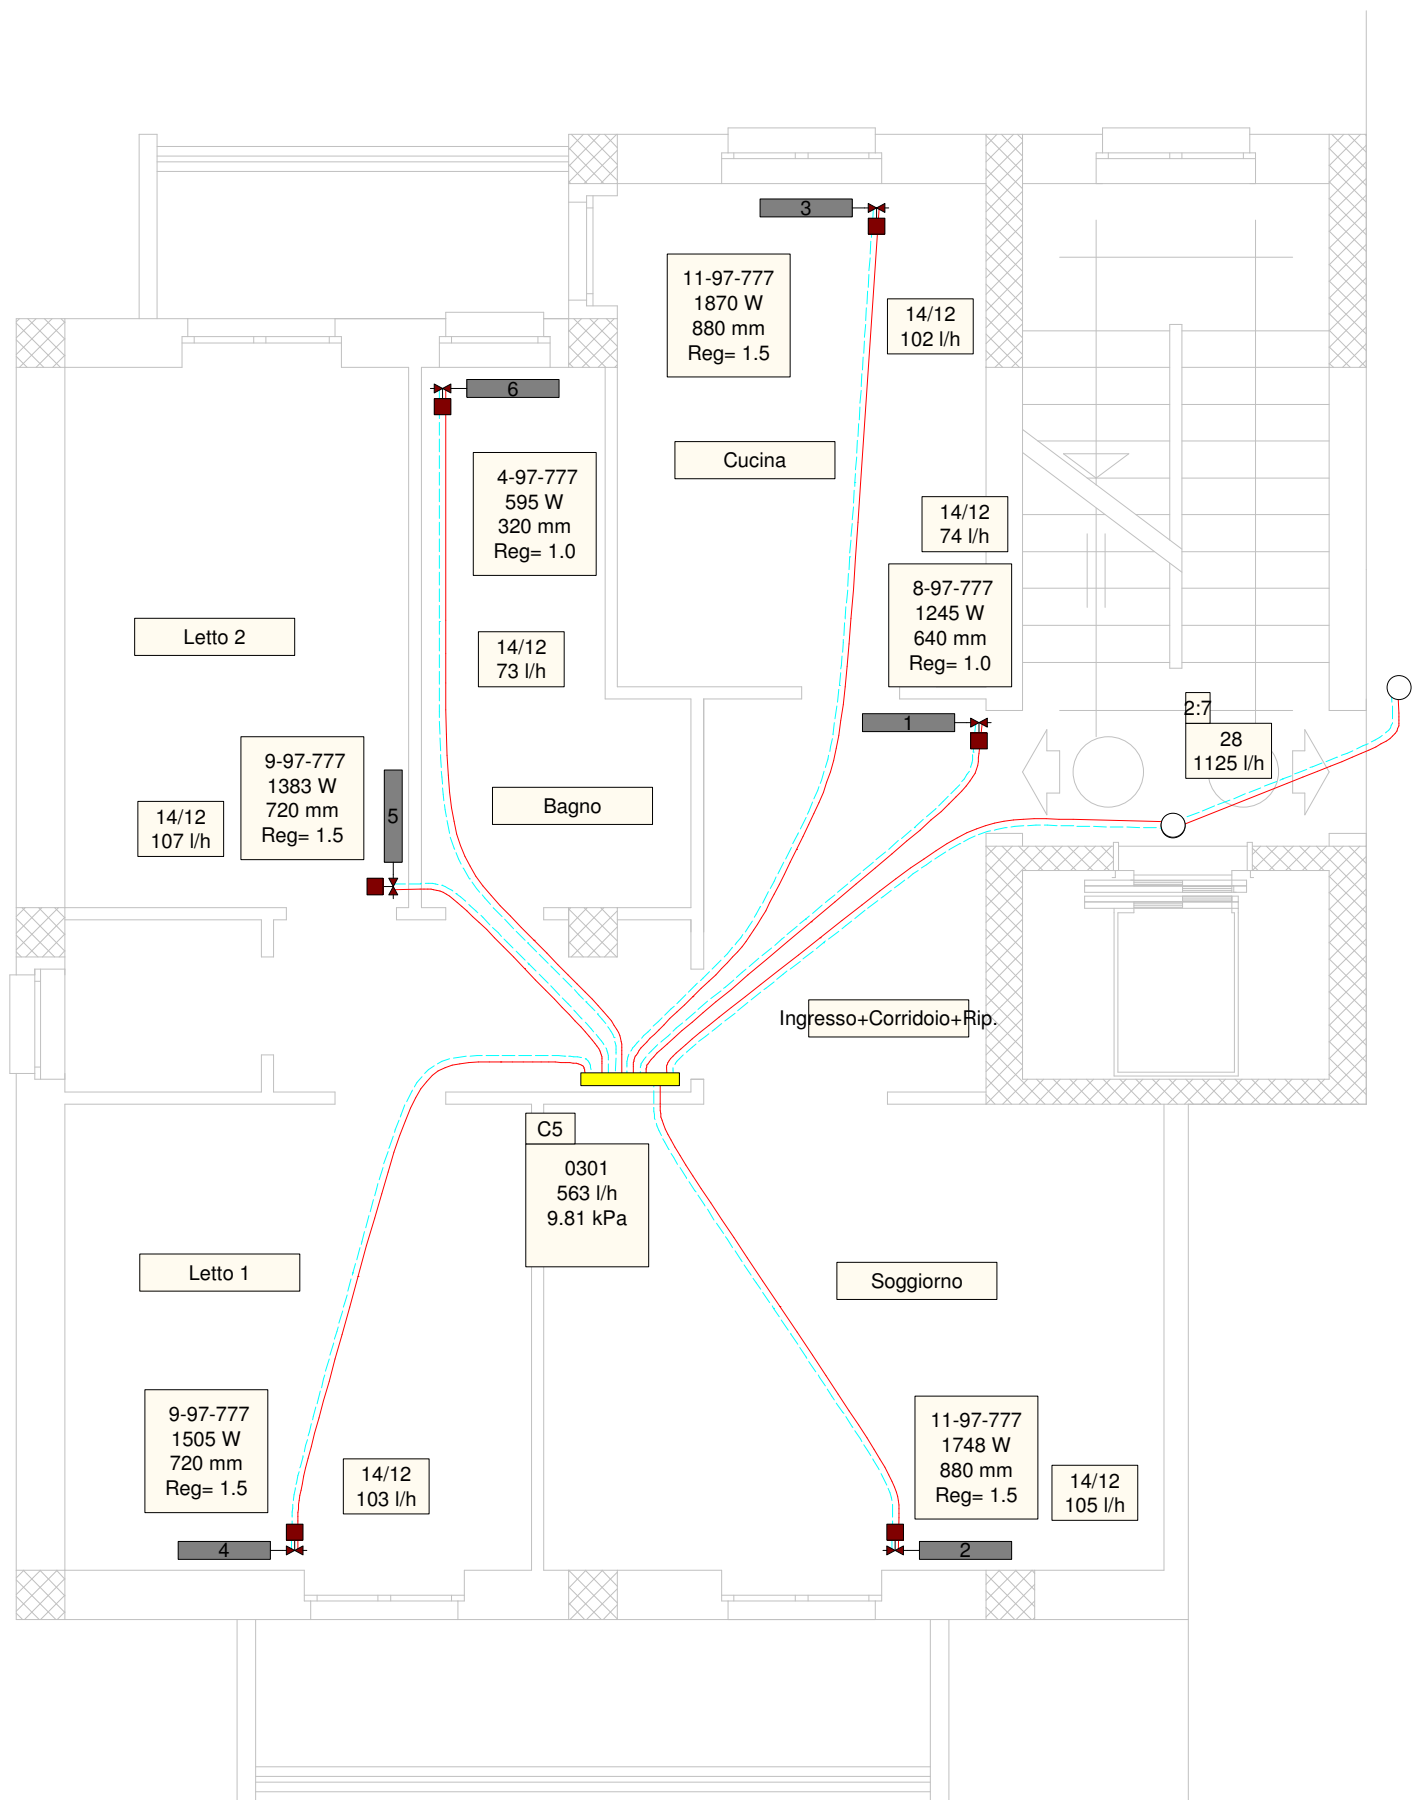 3
11-97-777
1870 W
880 mm
Reg= 1.5
14/12
102 l/h
6
4-97-777
595 W
320 mm
Reg= 1.0
Cucina
14/12
74 l/h
8-97-777
1245 W
640 mm
Reg= 1.0
Letto 2
14/12
73 l/h
1
2:7
28
1125 l/h
9-97-777
1383 W
720 mm
Reg= 1.5
14/12
107 l/h
5
Bagno
Ingresso+Corridoio+Rip.
C5
0301
563 l/h
9.81 kPa
Letto 1
Soggiorno
9-97-777
1505 W
720 mm
Reg= 1.5
14/12
103 l/h
4
11-97-777
1748 W
880 mm
Reg= 1.5
14/12
105 l/h
2